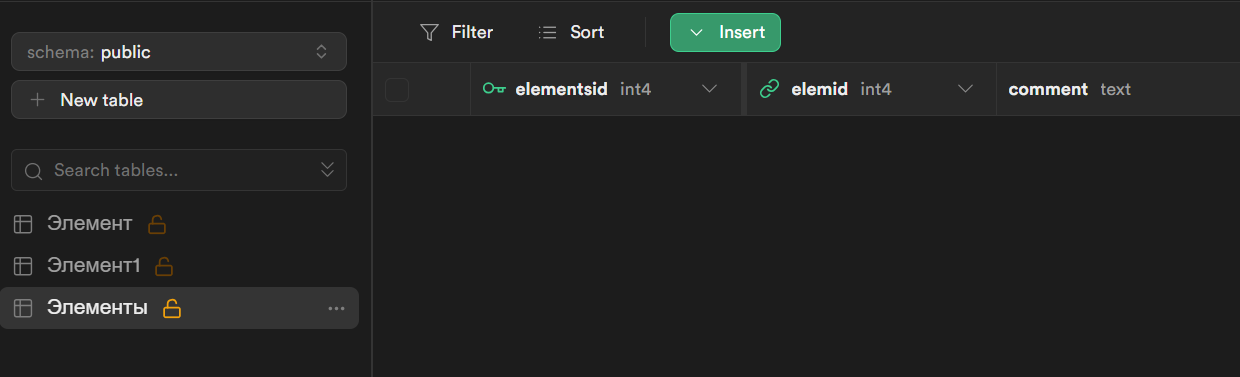 schema: public
New table
Search tables...
Элемент
Элемент1
Элементы
Filter Sort Insert
elementsid int4 elemid int4 comment text